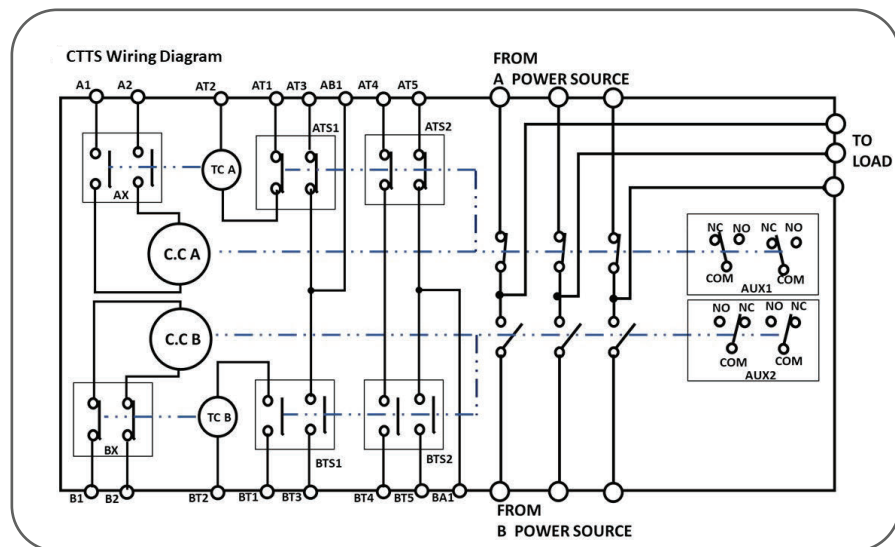 CTTS Wiring Diagram
FROM
A POWER SOURCE
A1 A2 AT2 AT1 AT3 AB1 AT4 AT5
ATS1 ATS2
TO
LOAD
TC A
AX
C.C A
NC NO NC NO
COM COM
AUX1
C.C B
NO NC NO NC
COM COM
AUX2
TC B
BX
BTS1 BTS2
B1 B2 BT2 BT1 BT3 BT4 BT5 BA1
FROM
B POWER SOURCE